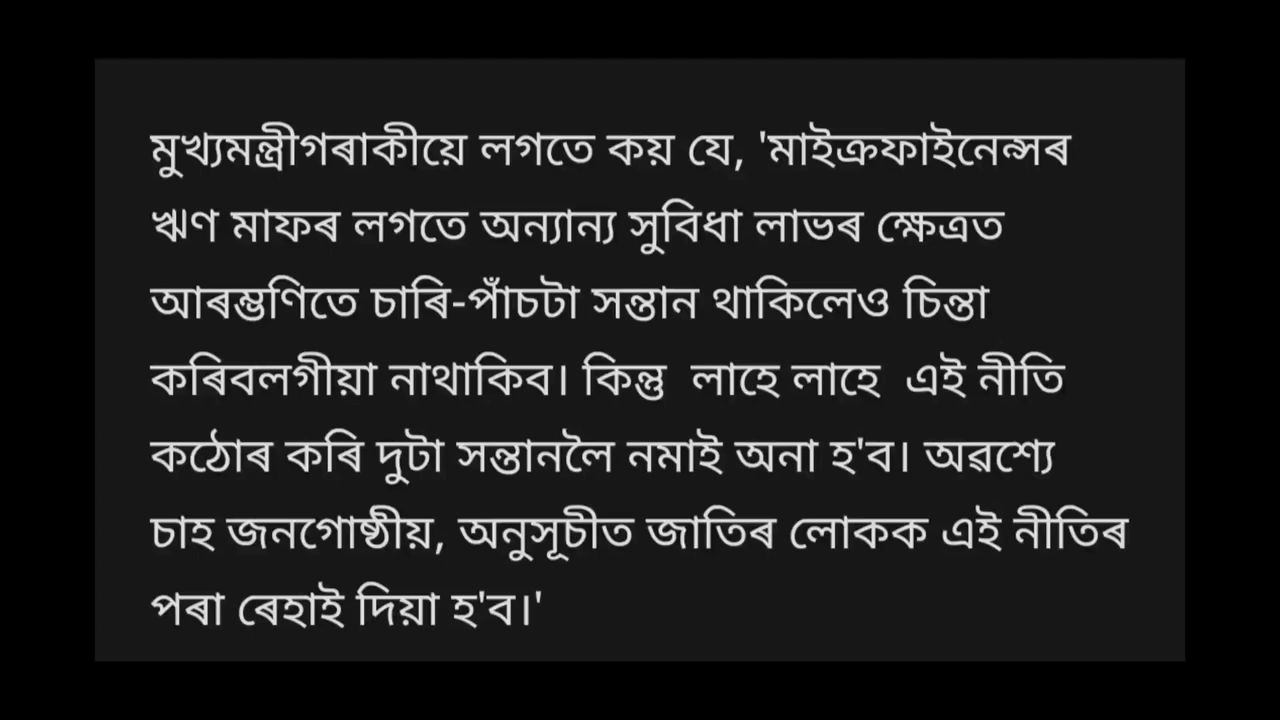 মুখ্যমন্ত্ৰীগৰাকীয়ে লগতে কয় যে, 'মাইক্ৰফাইনেন্সৰ
ঋণ মাফৰ লগতে অন্যান্য সুবিধা লাভৰ ক্ষেত্ৰত
আৰম্ভণিতে চাৰি-পাঁচটা সন্তান থাকিলেও চিন্তা
কৰিবলগীয়া নাথাকিব। কিন্তু লাহে লাহে এই নীতি
কঠোৰ কৰি দুটা সন্তানলৈ নমাই অনা হ'ব। অৱশ্যে
চাহ জনগোষ্ঠীয়, অনুসূচীত জাতিৰ লোকক এই নীতিৰ
পৰা ৰেহাই দিয়া হ'ব।'